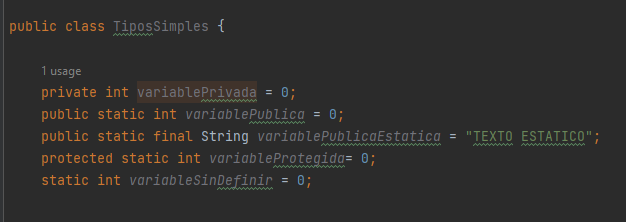 public class TiposSimples {
1 usage
private int variablePrivada = 0;
public static int variablePublica = 0;
public static final String variablePublicaEstatica = "TEXTO ESTATICO";
protected static int variableProtegida= 0;
static int variableSinDefinir = 0;